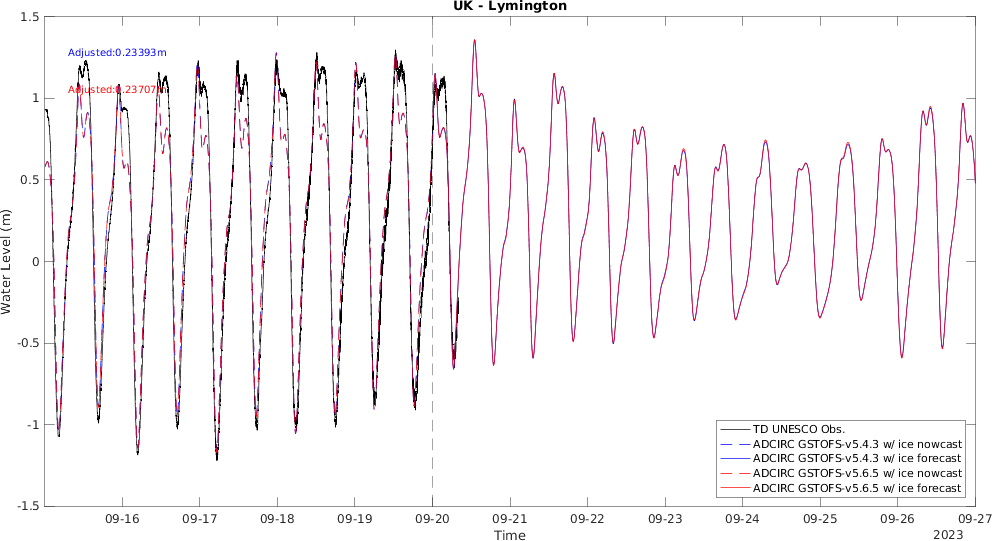 UK - Lymington
1.5
1
0.5
0
-0.5
-1
-1.5
Water Level (m)
Adjusted:0.23393m
Adjusted:0.23707m
TD UNESCO Obs.
ADCIRC GSTOFS-v5.4.3 w/ ice nowcast
ADCIRC GSTOFS-v5.4.3 w/ ice forecast
ADCIRC GSTOFS-v5.6.5 w/ ice nowcast
ADCIRC GSTOFS-v5.6.5 w/ ice forecast
09-16 09-17 09-18 09-19 09-20 09-21 09-22 09-23 09-24 09-25 09-26 09-27
Time
2023